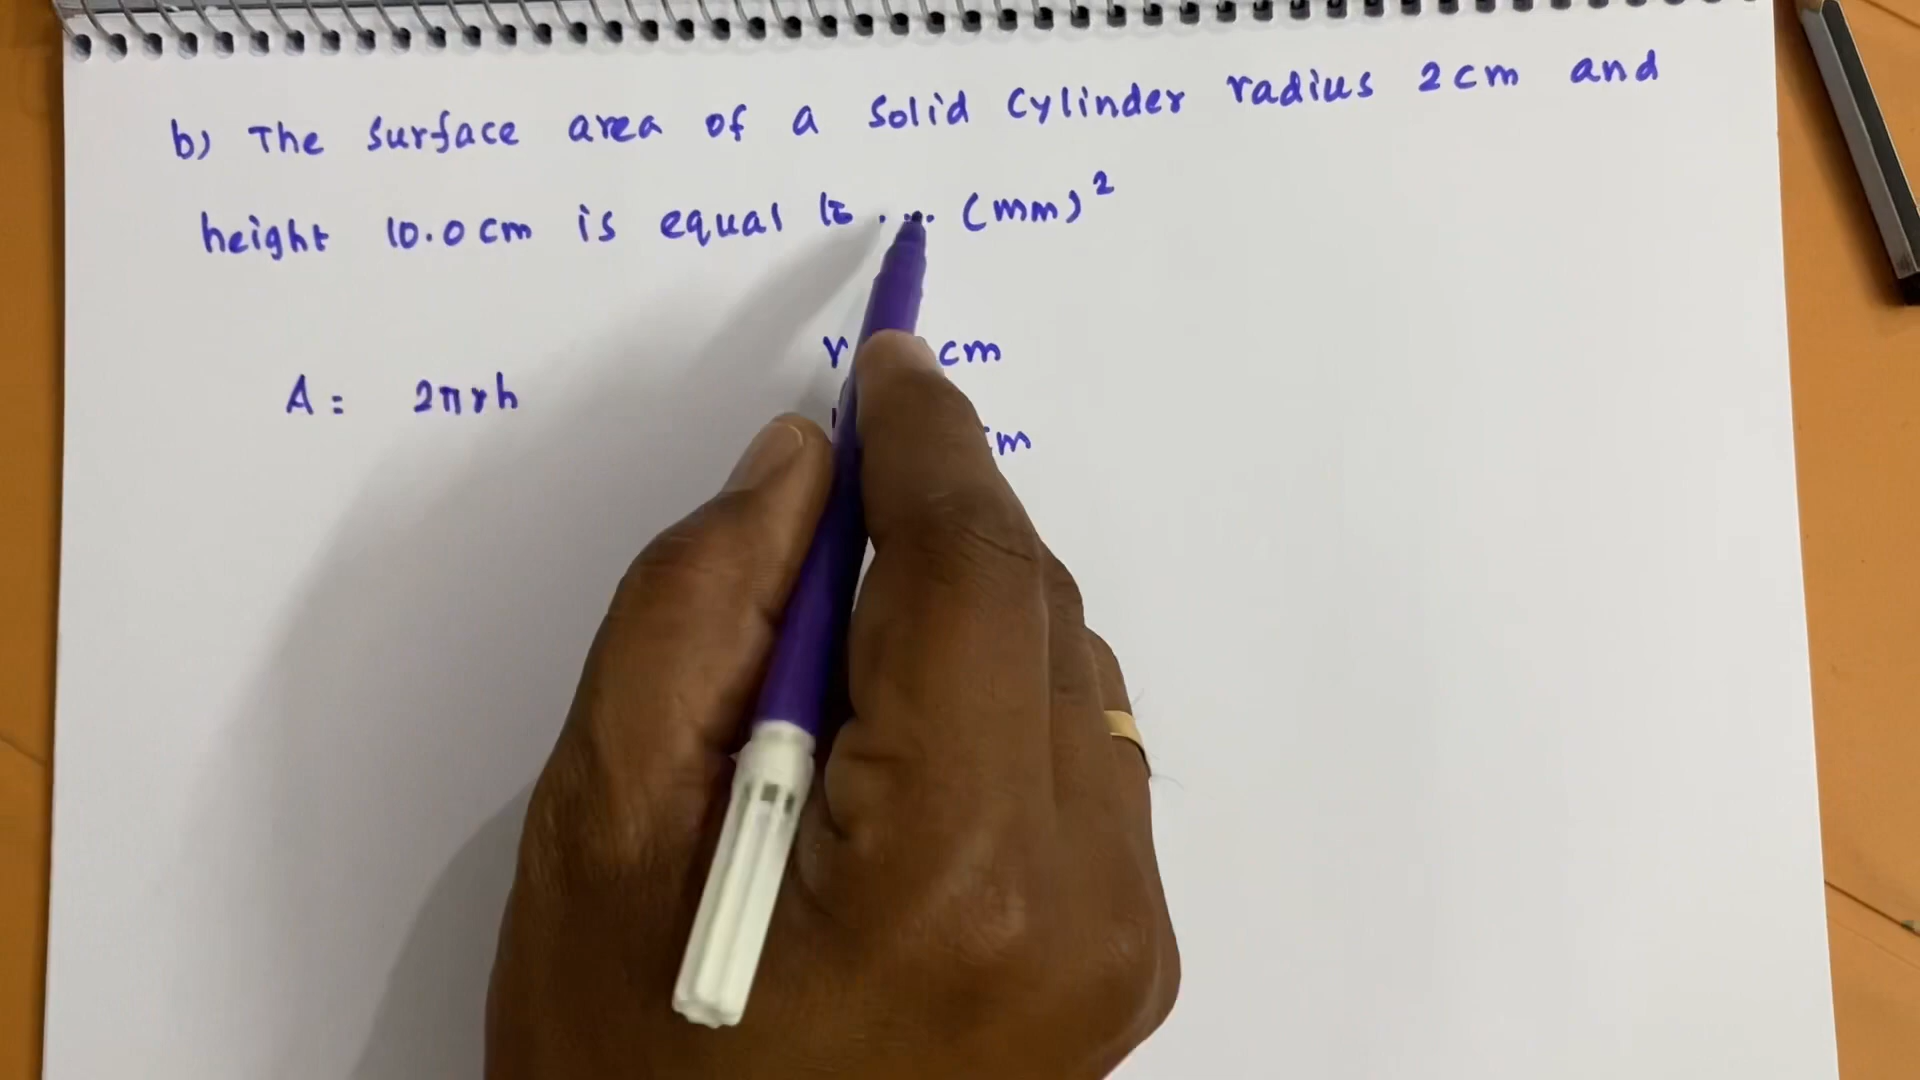 b) The surface area of a solid cylinder radius 2cm and
height 10.0cm is equal to ... (mm)²
r cm
A = 2πrh
cm